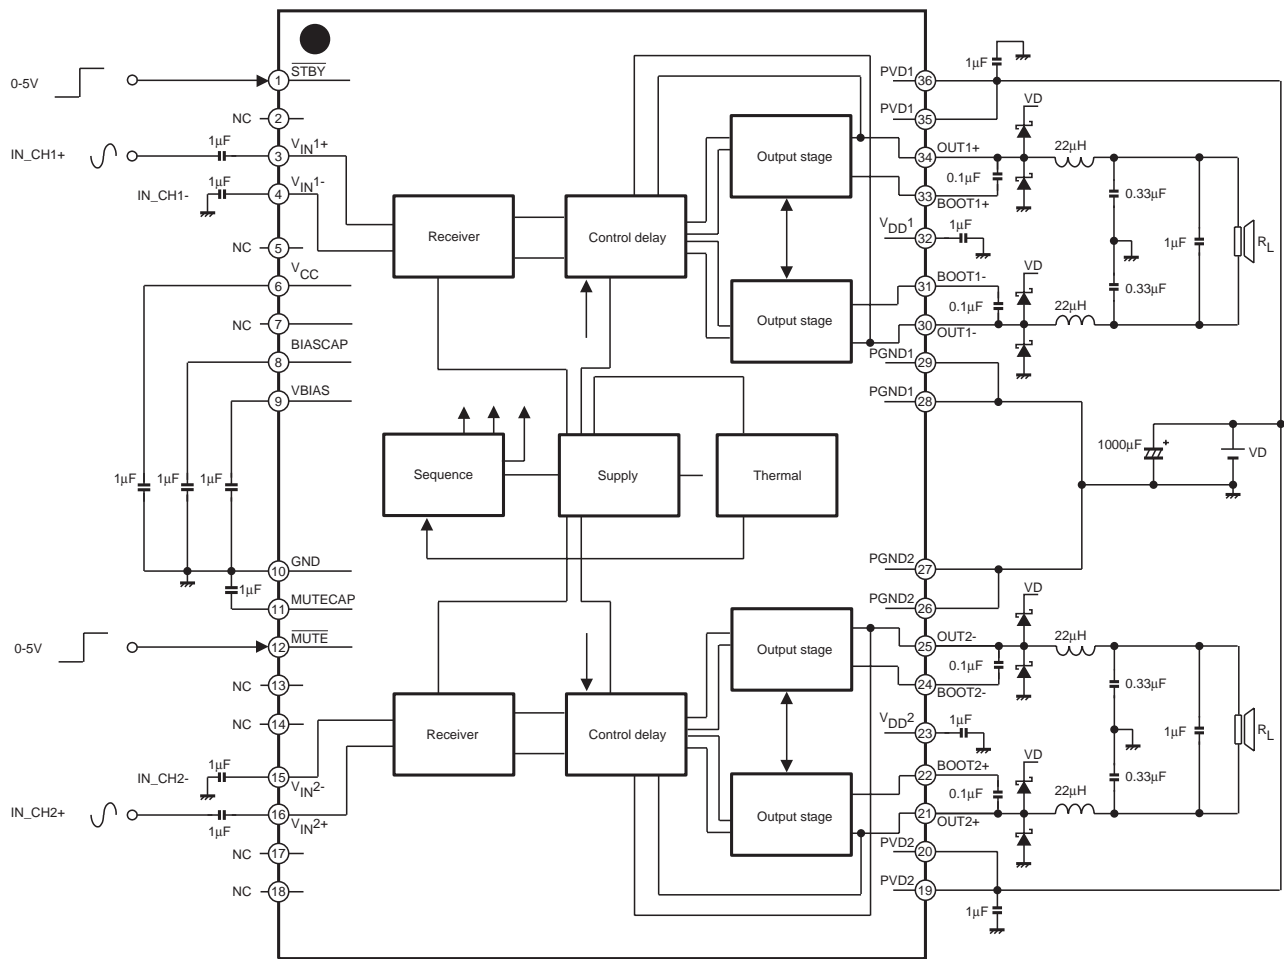 0-5V
1
STBY
NC
2
IN_CH1+
1µF
3
VIN1+
IN_CH1-
1µF
4
VIN1-
NC
5
VCC
6
NC
7
BIASCAP
8
VBIAS
9
1µF
1µF
1µF
GND
10
1µF
MUTECAP
11
0-5V
MUTE
12
NC
13
NC
14
IN_CH2-
1µF
15
VIN2-
IN_CH2+
1µF
16
VIN2+
NC
17
NC
18
Receiver
Control delay
Output stage
Output stage
Sequence
Supply
Thermal
Receiver
Control delay
Output stage
Output stage
PVD1
36
1µF
PVD1
35
VD
OUT1+
34
22µH
0.1µF
33
BOOT1+
0.33µF
VDD1
32
1µF
1µF
RL
31
BOOT1-
VD
0.33µF
0.1µF
22µH
30
OUT1-
PGND1
29
PGND1
28
1000µF
+
VD
PGND2
27
PGND2
26
VD
OUT2-
25
22µH
0.1µF
24
BOOT2-
0.33µF
VDD2
23
1µF
1µF
RL
22
BOOT2+
VD
0.33µF
0.1µF
22µH
21
OUT2+
PVD2
20
PVD2
19
1µF